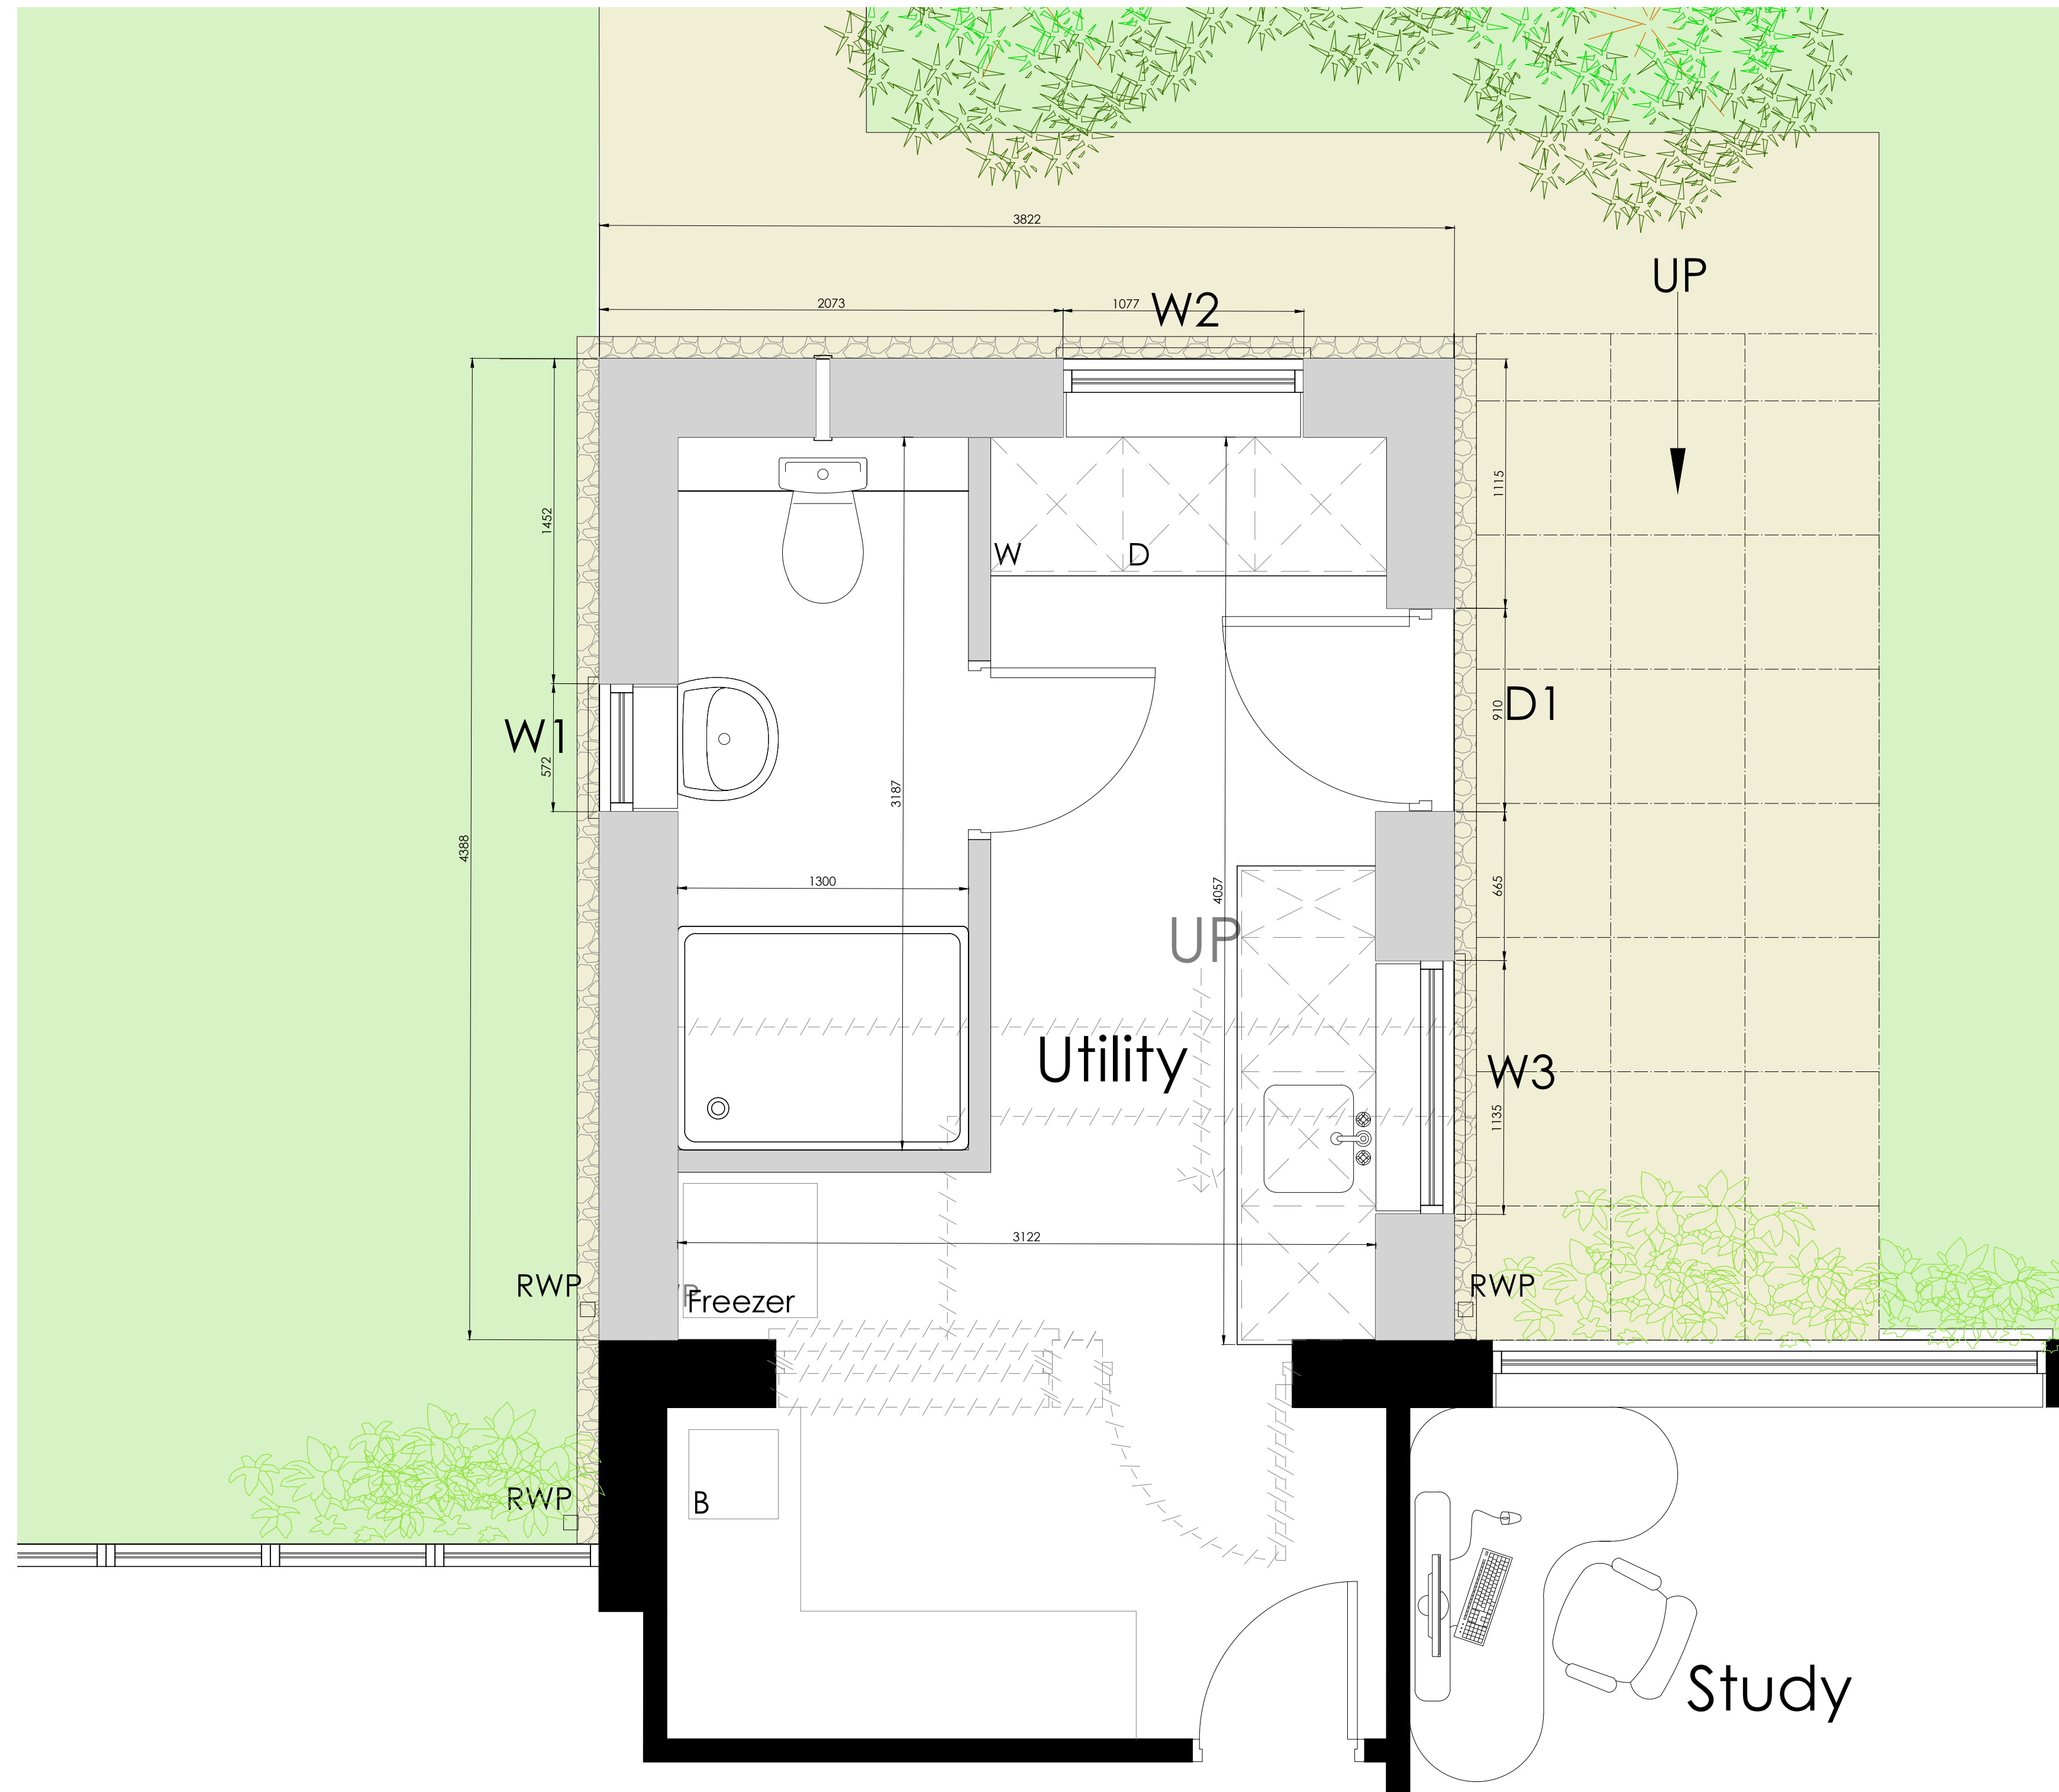 3822
UP
2073
1077
W2
1452
1115
W
D
W1
572
910
D1
3187
4388
1300
4057
665
UP
Utility
W3
1135
3122
RWP
Freezer
RWP
RWP
B
Study